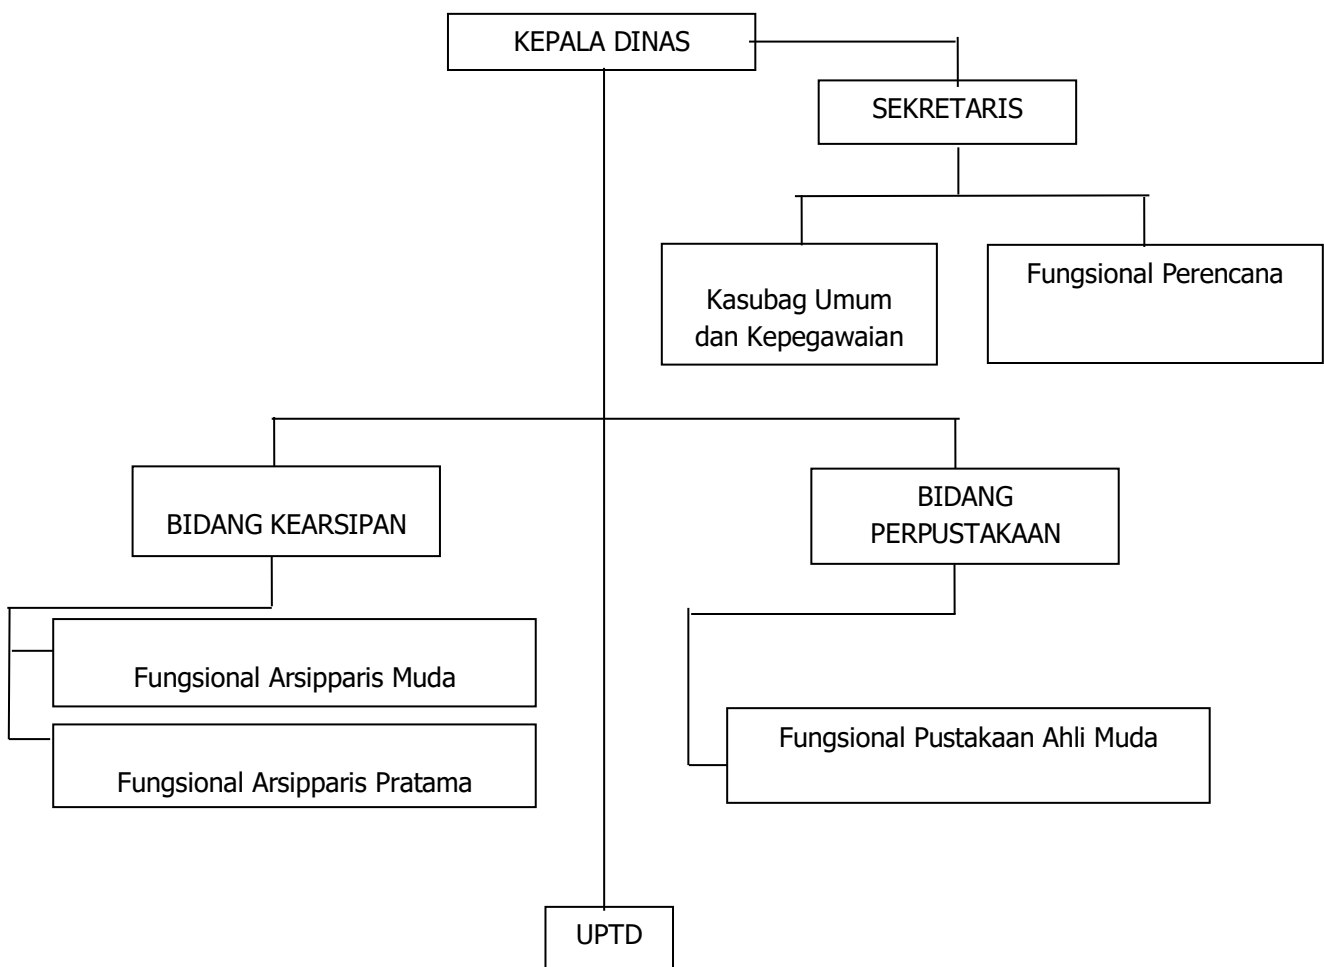 KEPALA DINAS
SEKRETARIS
Kasubag Umum
dan Kepegawaian
Fungsional Perencana
BIDANG KEARSIPAN
BIDANG
PERPUSTAKAAN
Fungsional Arsipparis Muda
Fungsional Arsipparis Pratama
Fungsional Pustakaan Ahli Muda
UPTD